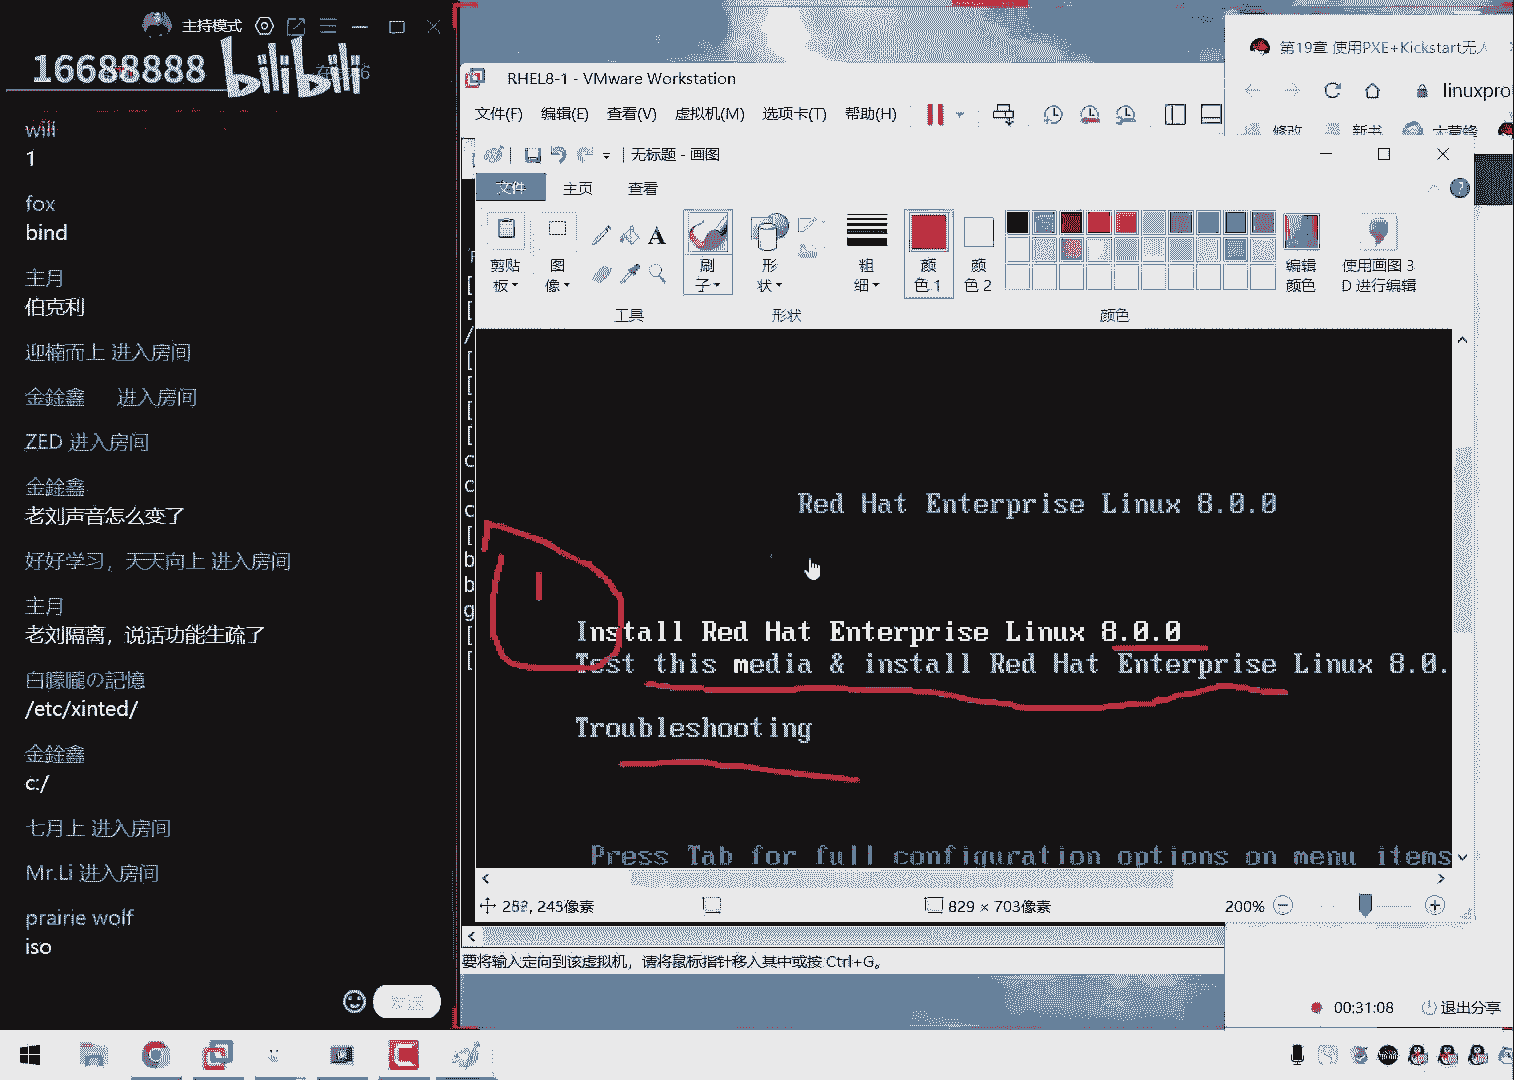 主持模式
16688888
bilibili
will
1
fox
bind
主月
伯克利
迎楠而上 进入房间
金銓鑫 进入房间
ZED 进入房间
金銓鑫
老刘声音怎么变了
好好学习，天天向上 进入房间
主月
老刘隔离，说话功能生疏了
白朦朧の記憶
/etc/xinted/
金銓鑫
c:/
七月上 进入房间
Mr.Li 进入房间
prairie wolf
iso
发送
RHEL8-1 - VMware Workstation
文件(F) 编辑(E) 查看(V) 虚拟机(M) 选项卡(T) 帮助(H)
第19章 使用PXE+Kickstart无人
linuxpro
修改 新书
无标题 - 画图
文件 主页 查看
剪贴板
图像
A
工具
刷子
形状
形状
粗细
颜色 1
颜色 2
编辑颜色
使用画图 3D 进行编辑
颜色
[
[
/
[
[
[
[
c
c
c
[
b
b
g
[
[
Red Hat Enterprise Linux 8.0.0
Install Red Hat Enterprise Linux 8.0.0
Test this media & install Red Hat Enterprise Linux 8.0.
Troubleshooting
Press Tab for full configuration options on menu items
245像素
829 × 703像素
200%
要将输入定向到该虚拟机，请将鼠标指针移入其中或按 Ctrl+G。
00:31:08
退出分享